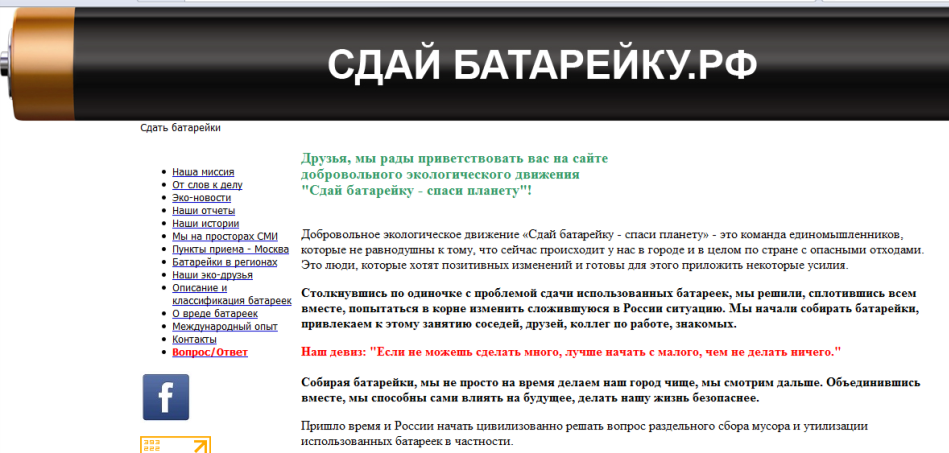 СДАЙ БАТАРЕЙКУ.РФ
Сдать батарейки
Наша миссия
От слов к делу
Эко-новости
Наши отчеты
Наши истории
Мы на просторах СМИ
Пункты приема - Москва
Батарейки в регионах
Наши эко-друзья
Описание и
классификация батареек
О вреде батареек
Международный опыт
Контакты
Вопрос/Ответ
f
Друзья, мы рады приветствовать вас на сайте
добровольного экологического движения
"Сдай батарейку - спаси планету"!
Добровольное экологическое движение «Сдай батарейку - спаси планету» - это команда единомышленников,
которые не равнодушны к тому, что сейчас происходит у нас в городе и в целом по стране с опасными отходами.
Это люди, которые хотят позитивных изменений и готовы для этого приложить некоторые усилия.
Столкнувшись по одиночке с проблемой сдачи использованных батареек, мы решили, сплотившись всем
вместе, попытаться в корне изменить сложившуюся в России ситуацию. Мы начали собирать батарейки,
привлекаем к этому занятию соседей, друзей, коллег по работе, знакомых.
Наш девиз: "Если не можешь сделать много, лучше начать с малого, чем не делать ничего."
Собирая батарейки, мы не просто на время делаем наш город чище, мы смотрим дальше. Объединившись
вместе, мы способны сами влиять на будущее, делать нашу жизнь безопаснее.
Пришло время и России начать цивилизованно решать вопрос раздельного сбора мусора и утилизации
использованных батареек в частности.